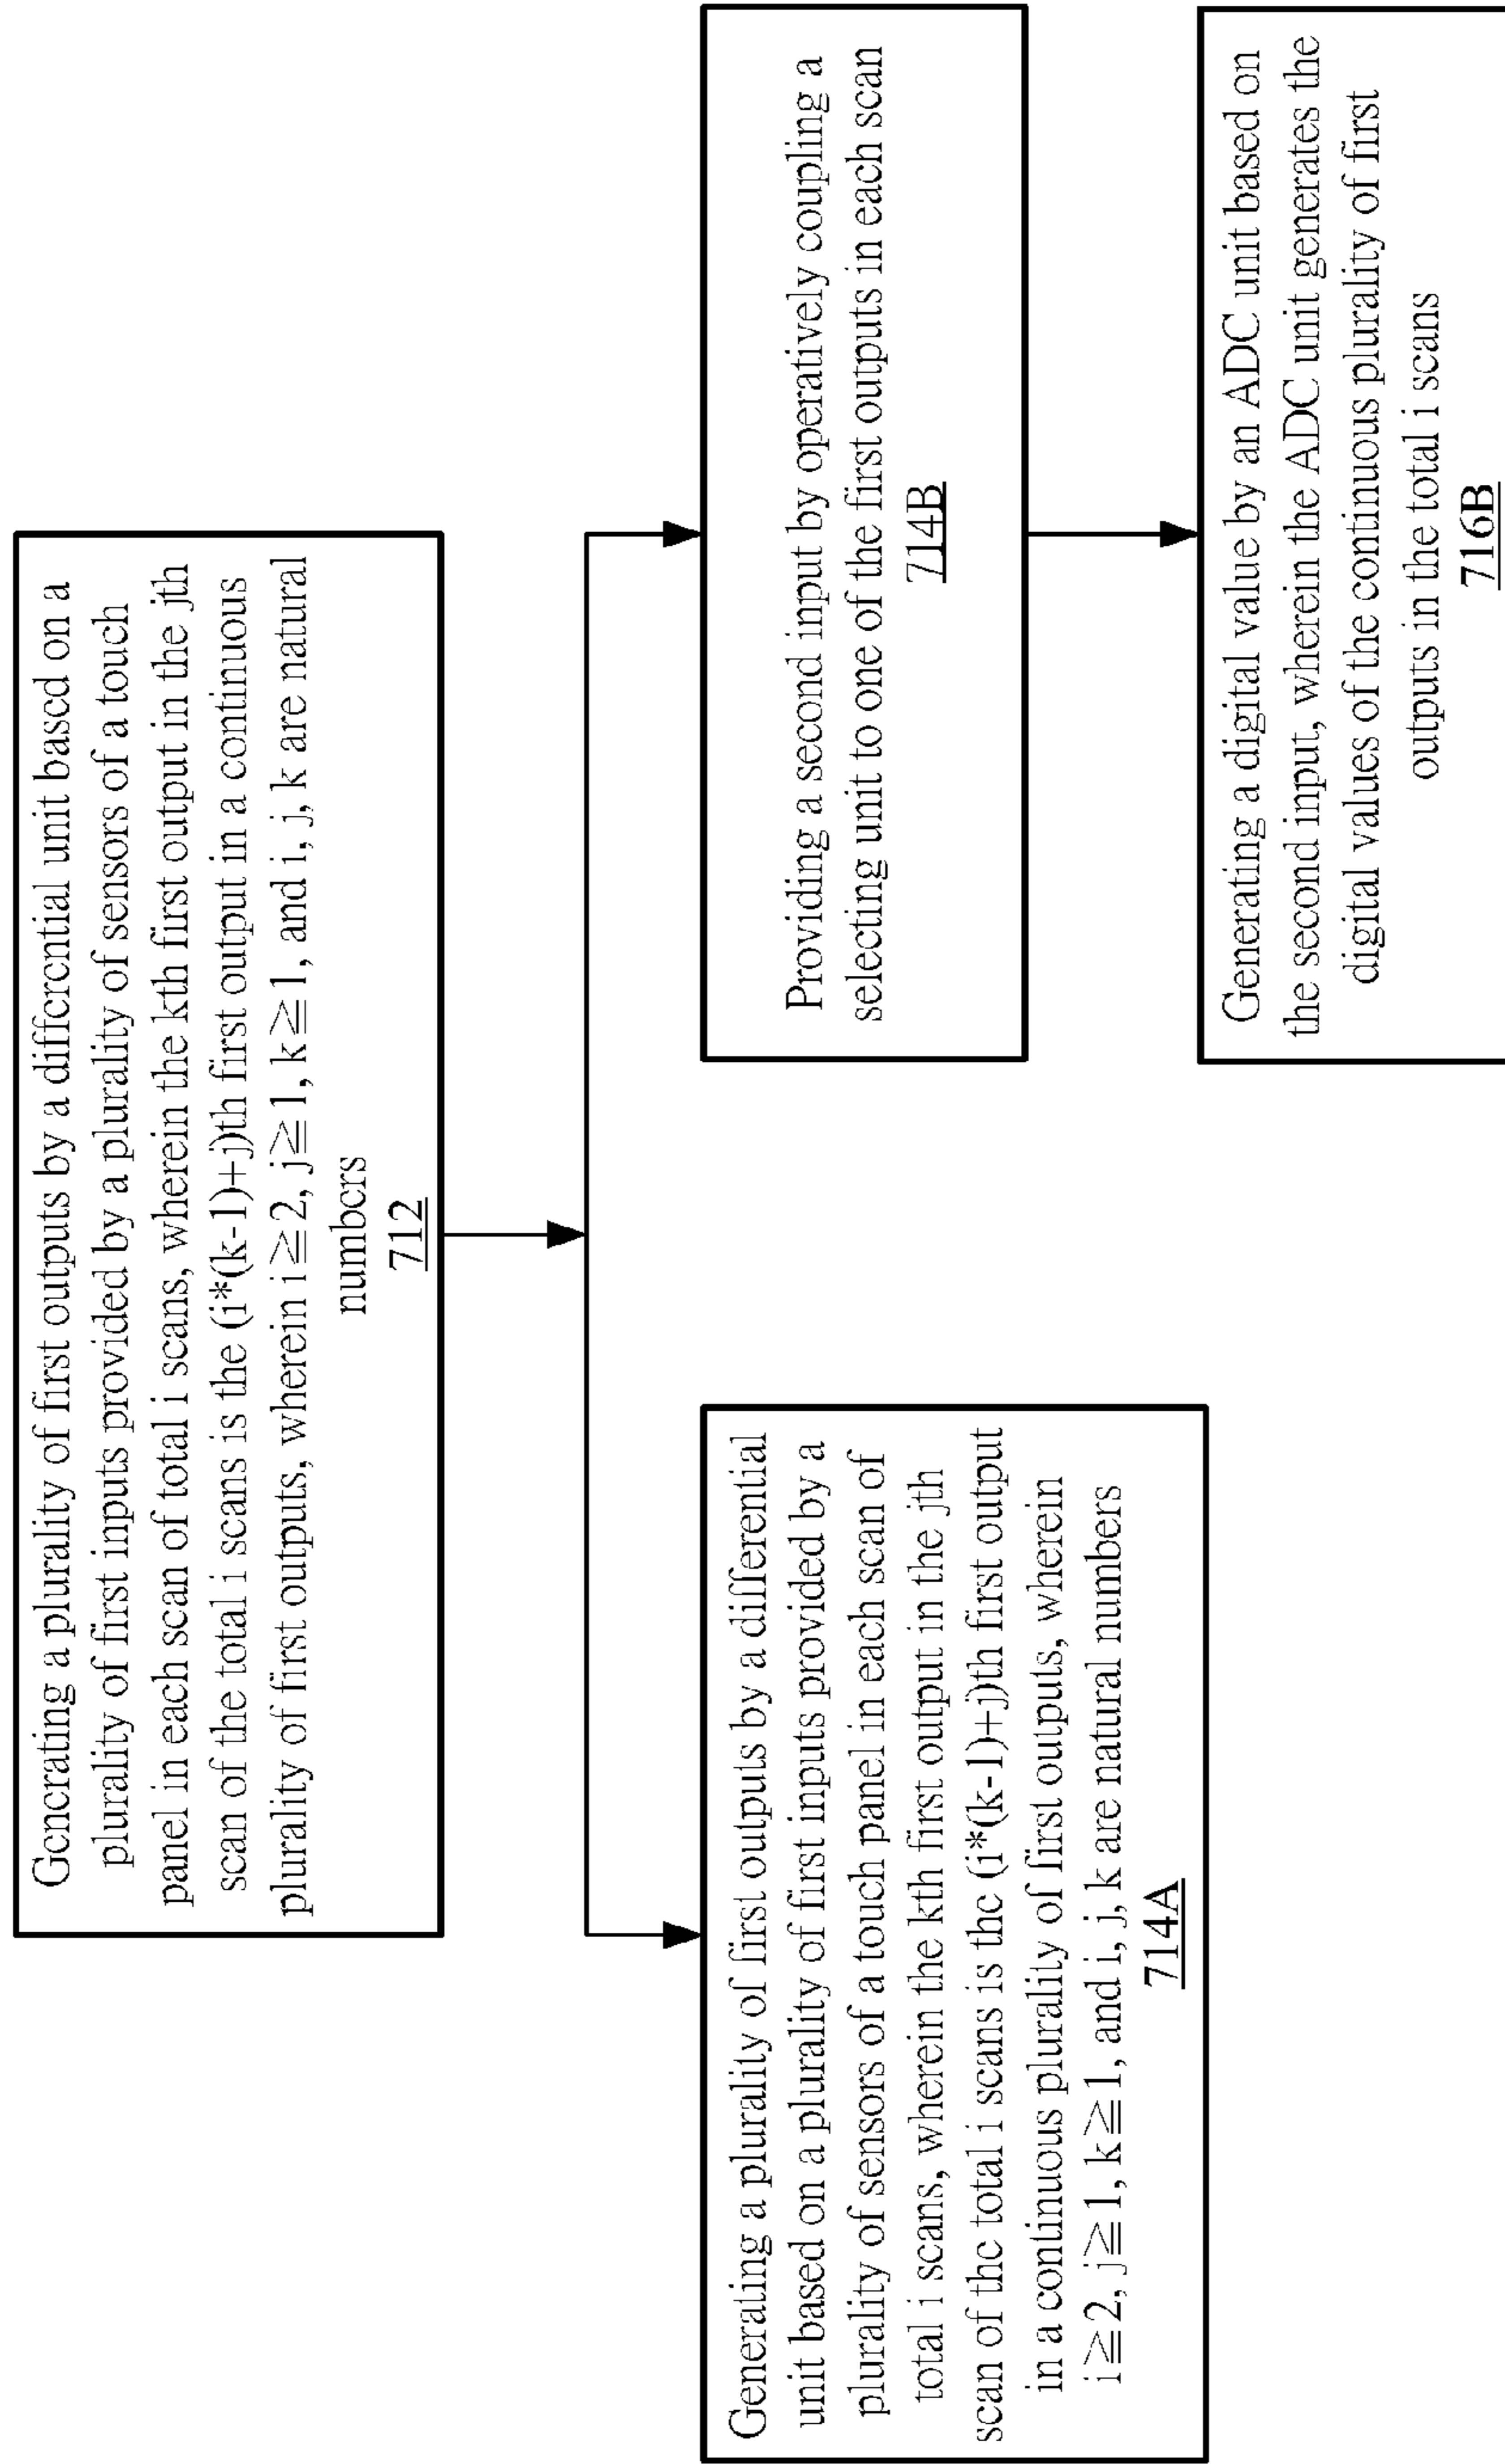 Generating a plurality of first outputs by a differential unit based on a
plurality of first inputs provided by a plurality of sensors of a touch
panel in each scan of total i scans, wherein the kth first output in the jth
scan of the total i scans is the (i*(k-1)+j)th first output in a continuous
plurality of first outputs, wherein i≧2, j≧1, k≧1, and i, j, k are natural
numbers
712
Generating a plurality of first outputs by a differential
unit based on a plurality of first inputs provided by a
plurality of sensors of a touch panel in each scan of
total i scans, wherein the kth first output in the jth
scan of the total i scans is the (i*(k-1)+j)th first output
in a continuous plurality of first outputs, wherein
i≧2, j≧1, k≧1, and i, j, k are natural numbers
714A
Providing a second input by operatively coupling a
selecting unit to one of the first outputs in each scan
714B
Generating a digital value by an ADC unit based on
the second input, wherein the ADC unit generates the
digital values of the continuous plurality of first
outputs in the total i scans
716B